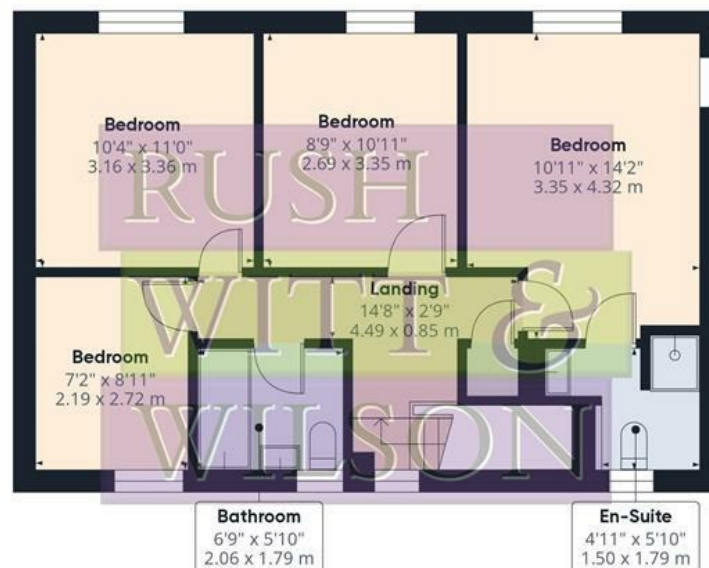 Bedroom
10'4" x 11'0"
3.16 x 3.36 m
Bedroom
8'9" x 10'11"
2.69 x 3.35 m
Bedroom
10'11" x 14'2"
3.35 x 4.32 m
RUSH
Landing
14'8" x 2'9"
4.49 x 0.85 m
WITT &
Bedroom
7'2" x 8'11"
2.19 x 2.72 m
WILSON
Bathroom
6'9" x 5'10"
2.06 x 1.79 m
En-Suite
4'11" x 5'10"
1.50 x 1.79 m